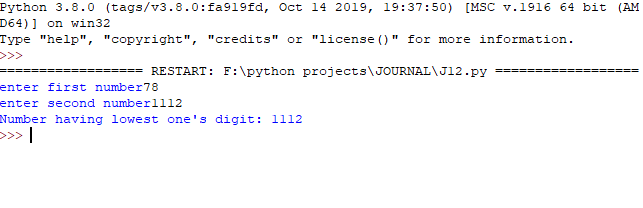 Python 3.8.0 (tags/v3.8.0:fa919fd, Oct 14 2019, 19:37:50) [MSC v.1916 64 bit (AM
D64)] on win32
Type "help", "copyright", "credits" or "license()" for more information.
>>>
================== RESTART: F:\python projects\JOURNAL\J12.py ==================
enter first number78
enter second number1112
Number having lowest one's digit: 1112
>>>